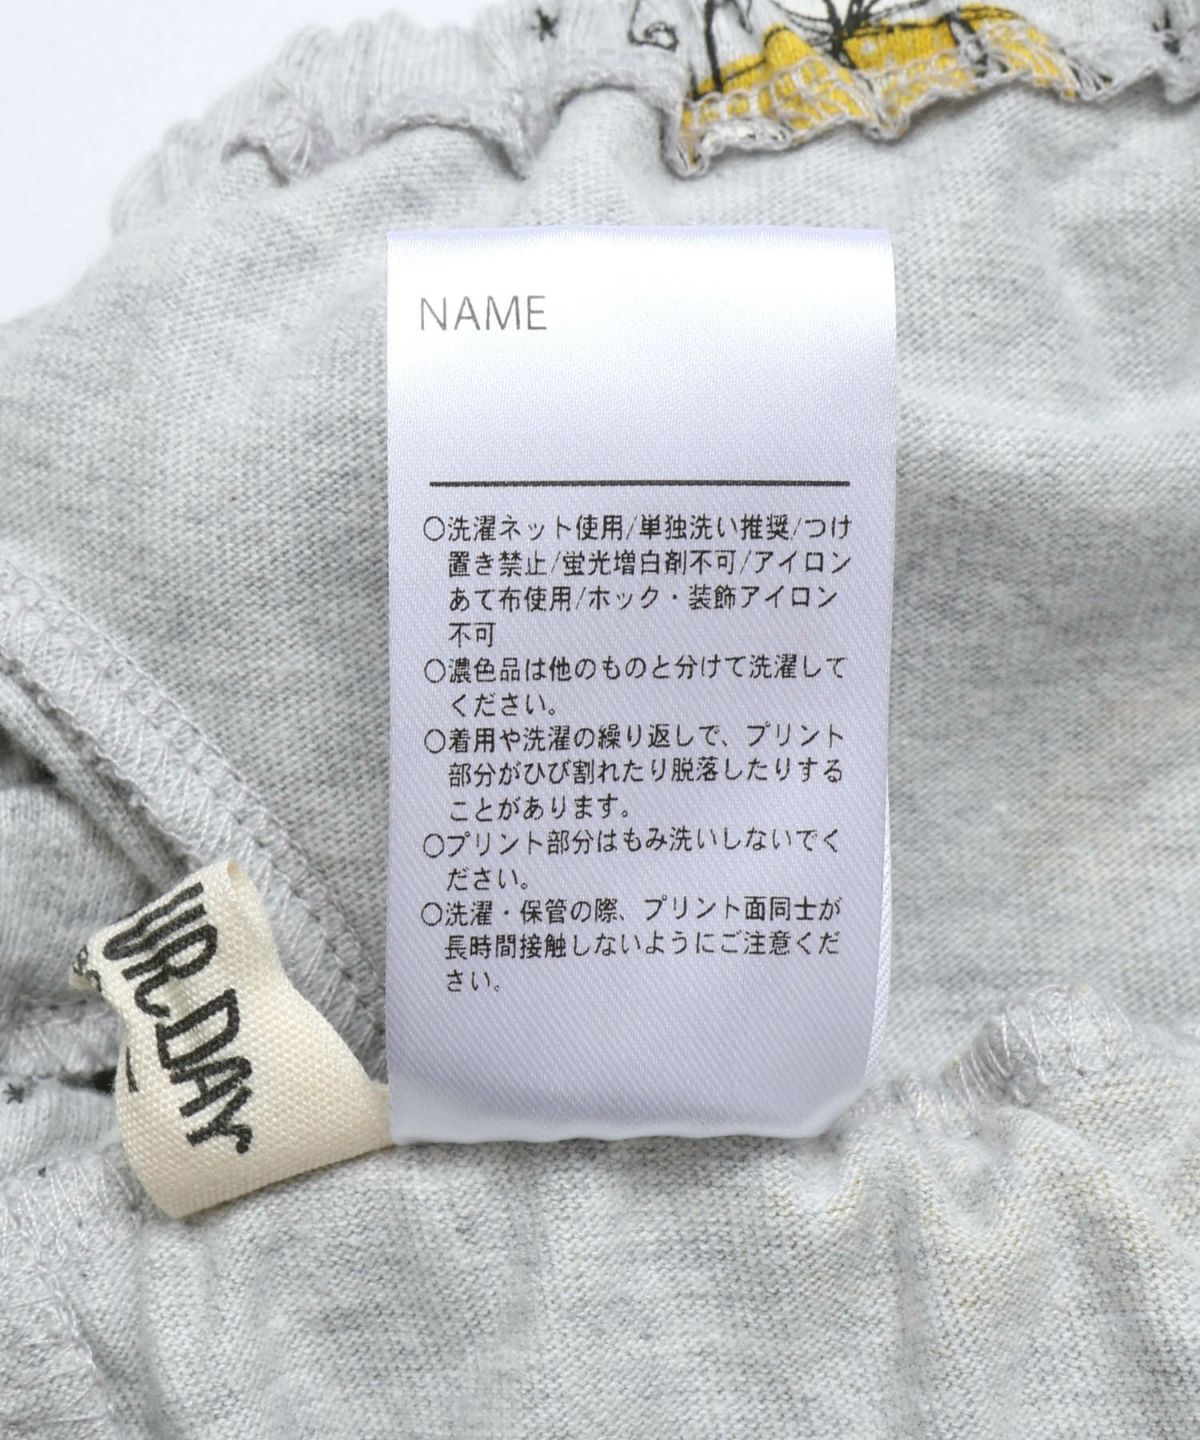 NAME
○洗濯ネット使用/単独洗い推奨/つけ
置き禁止/蛍光増白剤不可/アイロン
あて布使用/ホック・装飾アイロン
不可
○濃色品は他のものと分けて洗濯して
ください。
○着用や洗濯の繰り返しで、プリント
部分がひび割れたり脱落したりする
ことがあります。
○プリント部分はもみ洗いしないでく
ださい。
○洗濯・保管の際、プリント面同士が
長時間接触しないようにご注意くだ
さい。
UR DAY